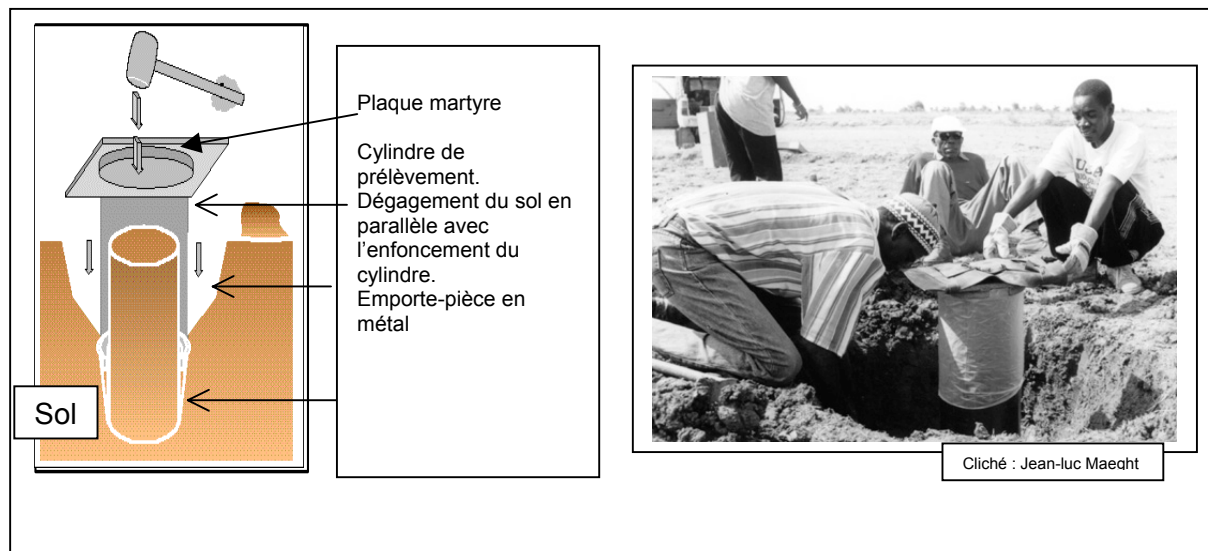 Plaque martyre
Cylindre de
prélèvement.
Dégagement du sol en
parallèle avec
l'enfoncement du
cylindre.
Emporte-pièce en
métal
Sol
Cliché : Jean-luc Maeght